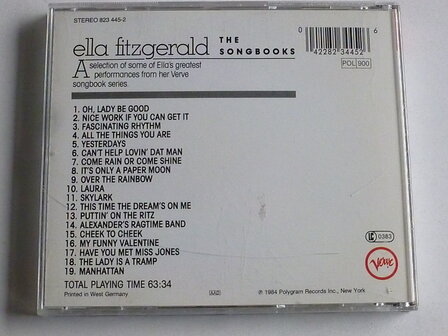 STEREO 823 445-2
ella fitzgerald THE SONGBOOKS
0 42282 34452 6
A selection of some of Ella's greatest
performances from her Verve
songbook series.
POL 900
1. OH, LADY BE GOOD
2. NICE WORK IF YOU CAN GET IT
3. FASCINATING RHYTHM
4. ALL THE THINGS YOU ARE
5. YESTERDAYS
6. CAN'T HELP LOVIN' DAT MAN
7. COME RAIN OR COME SHINE
8. IT'S ONLY A PAPER MOON
9. OVER THE RAINBOW
10. LAURA
11. SKYLARK
12. THIS TIME THE DREAM'S ON ME
13. PUTTIN' ON THE RITZ
14. ALEXANDER'S RAGTIME BAND
15. CHEEK TO CHEEK
16. MY FUNNY VALENTINE
17. HAVE YOU MET MISS JONES
18. THE LADY IS A TRAMP
19. MANHATTAN
0383
Verve
TOTAL PLAYING TIME 63:34
Printed in West Germany
AAD
℗ 1984 Polygram Records Inc., New York